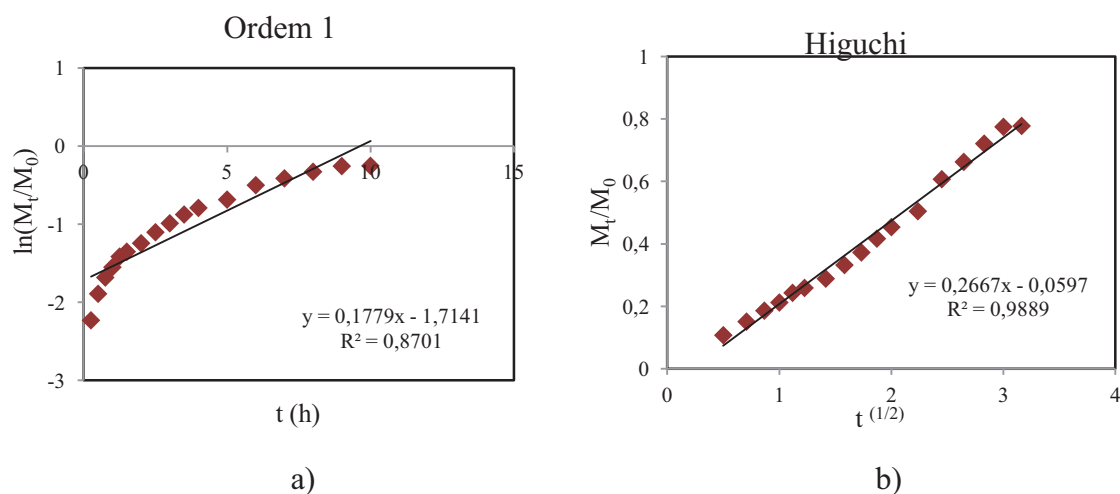 Ordem 1
1
0
-1
-2
-3
0
5
10
15
ln(Mₜ/M₀)
y = 0,1779x - 1,7141
R² = 0,8701
t (h)
a)
Higuchi
1
0,8
0,6
0,4
0,2
0
0
1
2
3
4
Mₜ/M₀
y = 0,2667x - 0,0597
R² = 0,9889
t ⁽¹/²⁾
b)